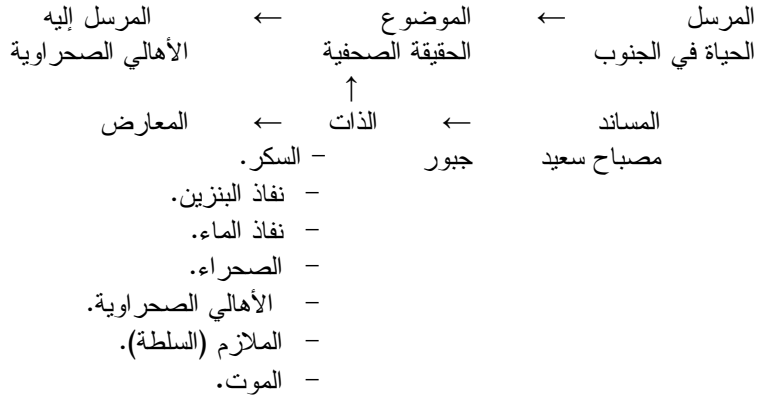 المرسل ← الموضوع ← المرسل إليه
الحياة في الجنوب الحقيقة الصحفية الأهالي الصحراوية
↑
المساند ← الذات ← المعارض
مصباح سعيد جبور – السكر.
– نفاذ البنزين.
– نفاذ الماء.
– الصحراء.
– الأهالي الصحراوية.
– الملازم (السلطة).
– الموت.